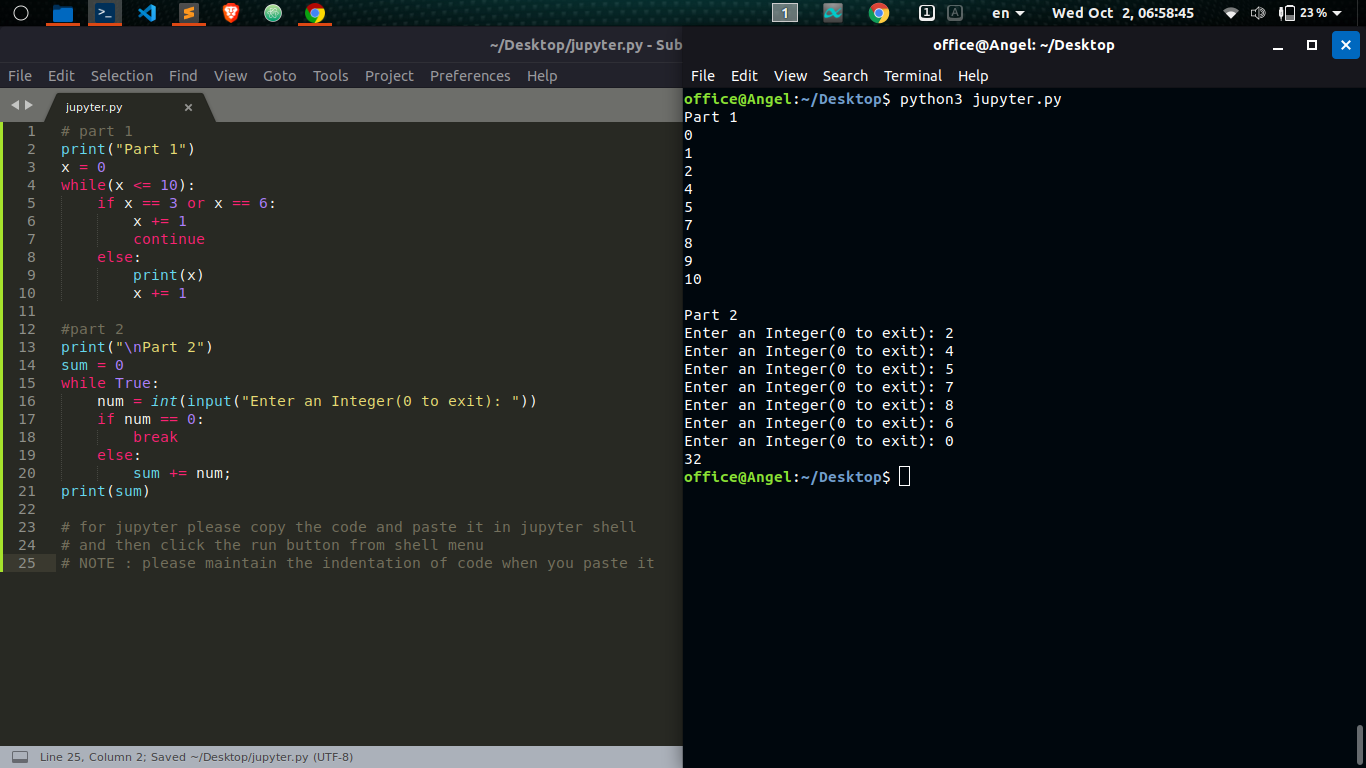 1 1 A en Wed Oct 2, 06:58:45 23 %
~/Desktop/jupyter.py - Sub
File Edit Selection Find View Goto Tools Project Preferences Help
jupyter.py ×
1 # part 1
2 print("Part 1")
3 x = 0
4 while(x <= 10):
5     if x == 3 or x == 6:
6         x += 1
7         continue
8     else:
9         print(x)
10         x += 1
11
12 #part 2
13 print("\nPart 2")
14 sum = 0
15 while True:
16     num = int(input("Enter an Integer(0 to exit): "))
17     if num == 0:
18         break
19     else:
20         sum += num;
21 print(sum)
22
23 # for jupyter please copy the code and paste it in jupyter shell
24 # and then click the run button from shell menu
25 # NOTE : please maintain the indentation of code when you paste it
Line 25, Column 2; Saved ~/Desktop/jupyter.py (UTF-8)
office@Angel: ~/Desktop
File Edit View Search Terminal Help
office@Angel:~/Desktop$ python3 jupyter.py
Part 1
0
1
2
4
5
7
8
9
10

Part 2
Enter an Integer(0 to exit): 2
Enter an Integer(0 to exit): 4
Enter an Integer(0 to exit): 5
Enter an Integer(0 to exit): 7
Enter an Integer(0 to exit): 8
Enter an Integer(0 to exit): 6
Enter an Integer(0 to exit): 0
32
office@Angel:~/Desktop$